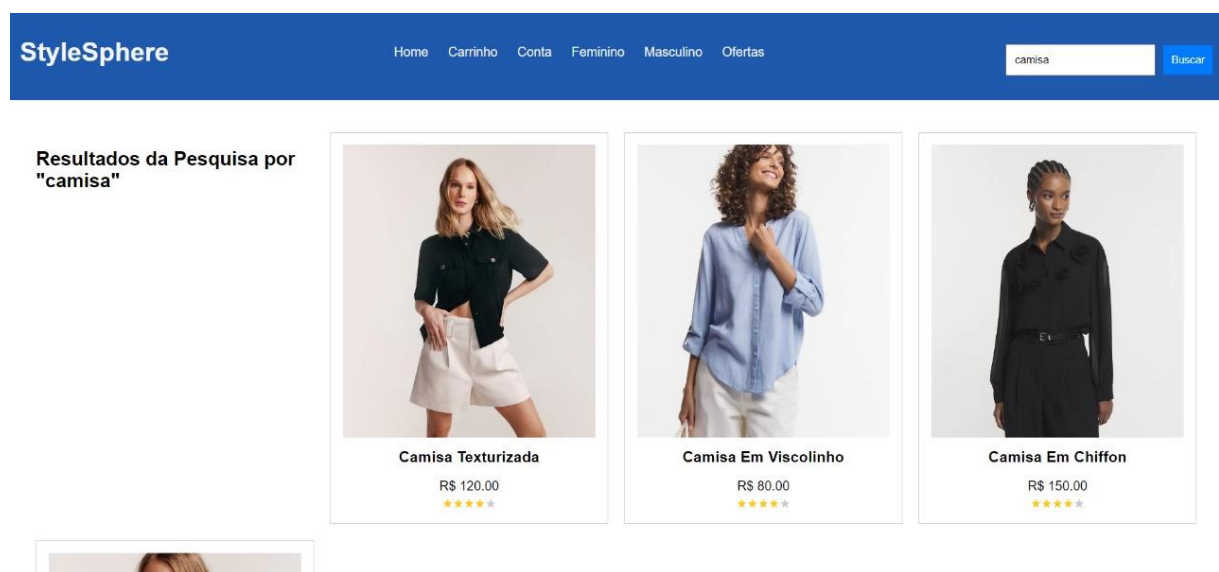 StyleSphere
Home Carrinho Conta Feminino Masculino Ofertas
camisa
Buscar
Resultados da Pesquisa por
"camisa"
Camisa Texturizada
R$ 120.00
Camisa Em Viscolinho
R$ 80.00
Camisa Em Chiffon
R$ 150.00